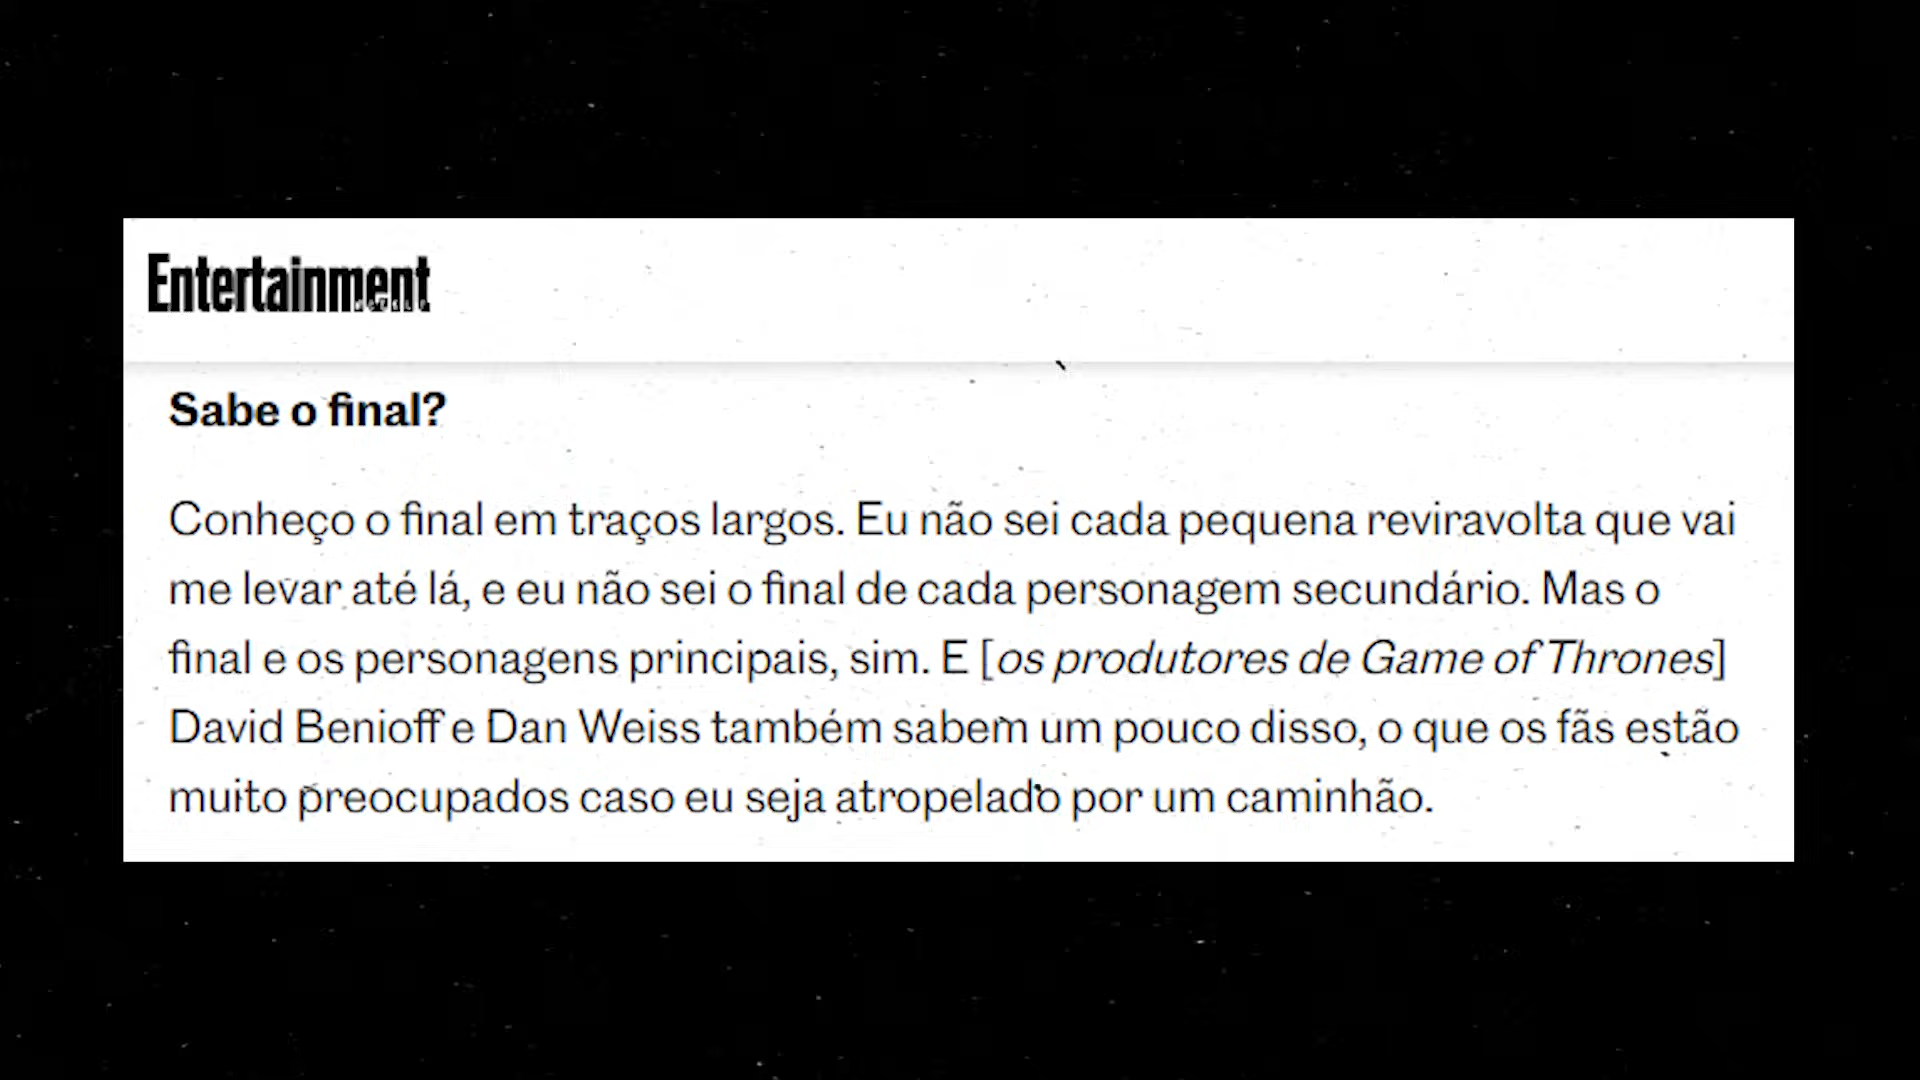 Entertainment
WEEKLY
Sabe o final?
Conheço o final em traços largos. Eu não sei cada pequena reviravolta que vai
me levar até lá, e eu não sei o final de cada personagem secundário. Mas o
final e os personagens principais, sim. E [os produtores de Game of Thrones]
David Benioff e Dan Weiss também sabem um pouco disso, o que os fãs estão
muito preocupados caso eu seja atropelado por um caminhão.